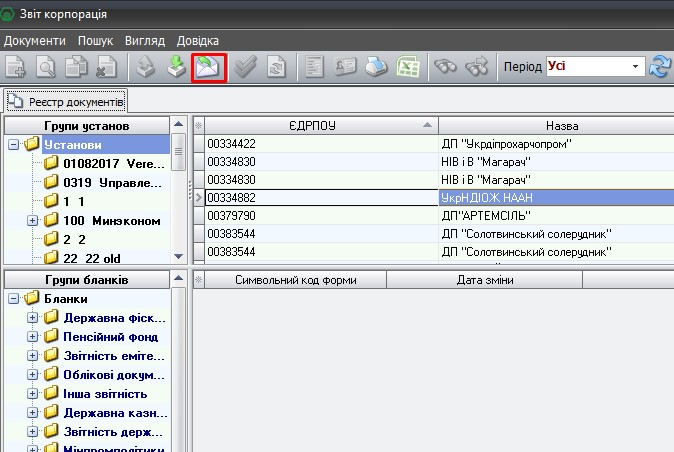 Звіт корпорація
Документи Пошук Вигляд Довідка
Період Усі
Реєстр документів
Групи установ
Установи
01082017 Vere...
0319 Управле...
1 1
100 Минэконом
2 2
22 22 old
ЄДРПОУ Назва
00334422 ДП "Укрдіпрохарчопром"
00334830 НІВ і В "Магарач"
00334830 НІВ і В "Магарач"
00334882 УкрНДІОЖ НААН
00379790 ДП"АРТЕМСІЛЬ"
00383544 ДП "Солотвинський солерудник"
00383544 ДП "Солотвинський солерудник"
Групи бланків
Бланки
Державна фіск...
Пенсійний фонд
Звітність еміте...
Облікові докум...
Інша звітність
Державна казн...
Звітність держ...
Мінпромполітики
Символьний код форми Дата зміни